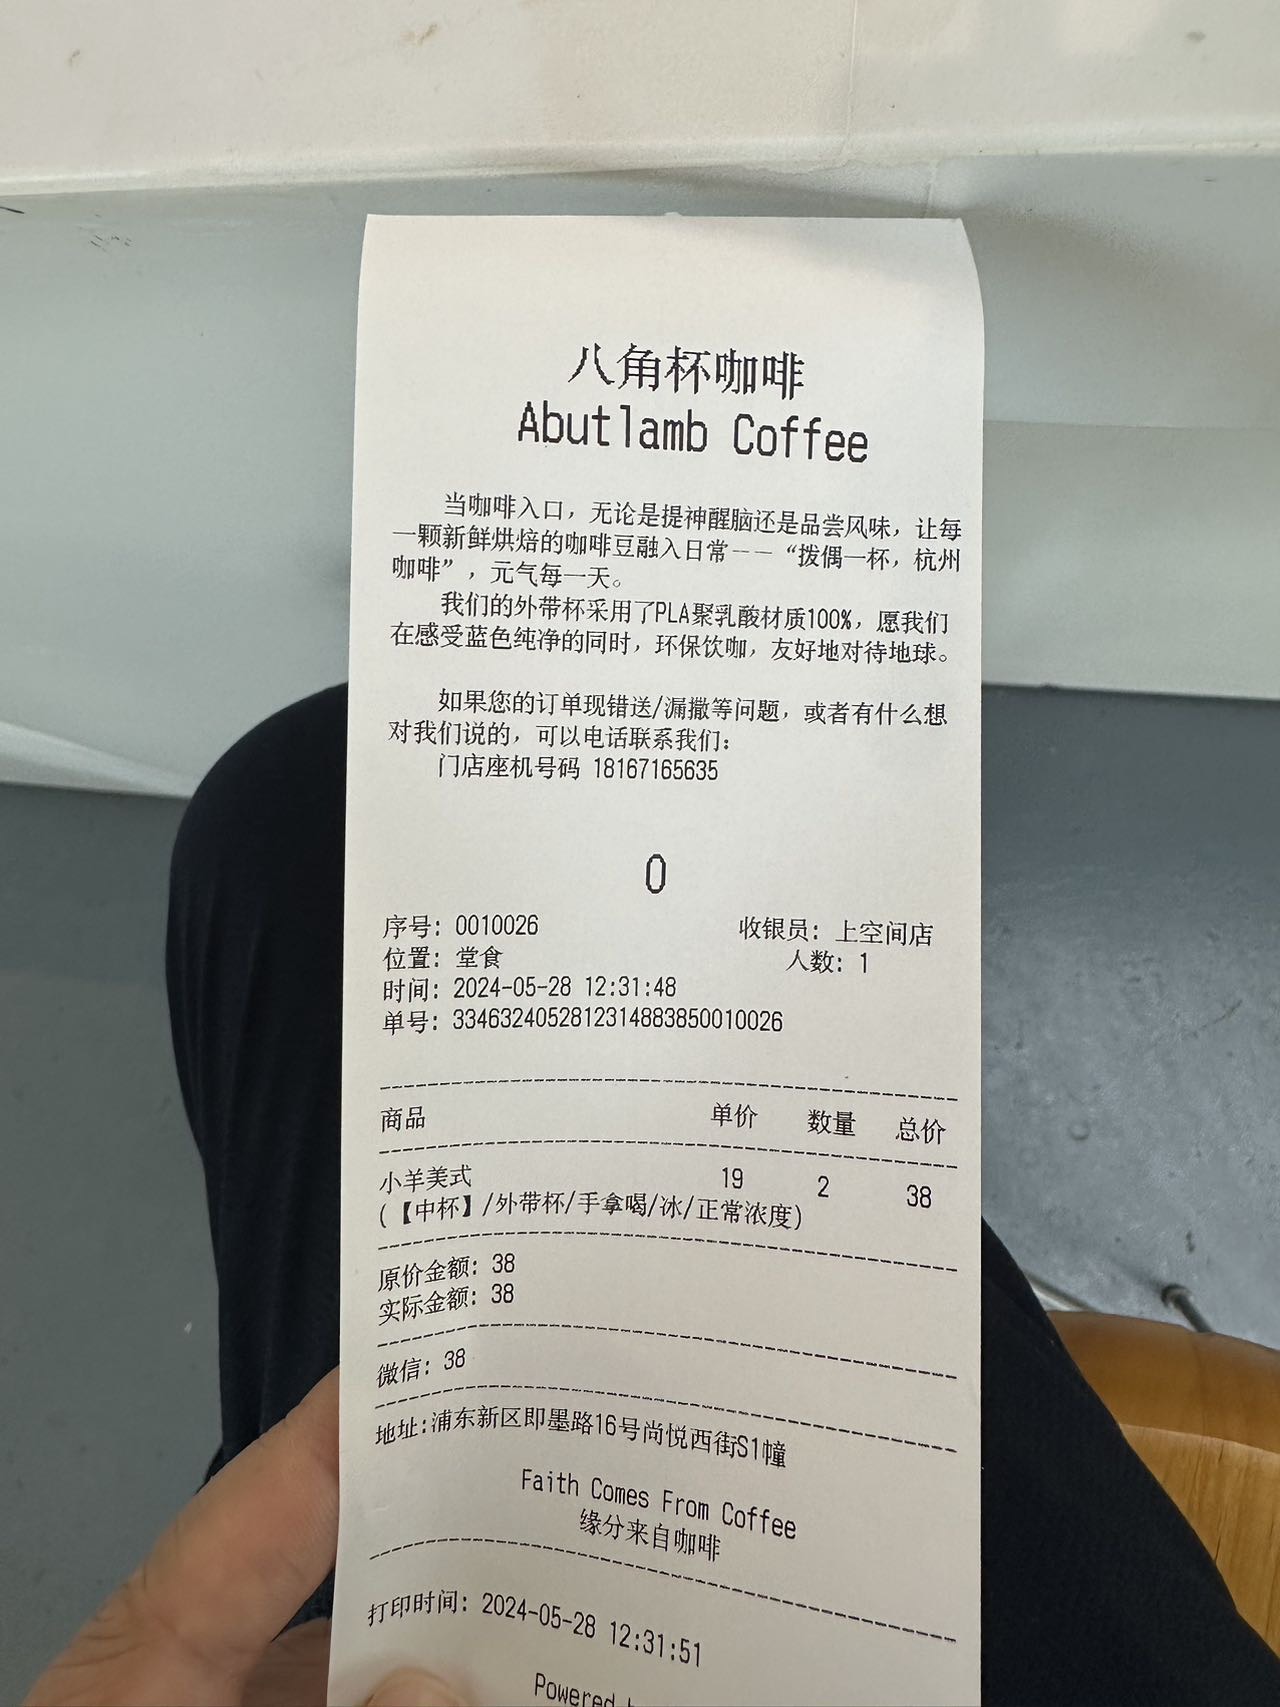 八角杯咖啡
Abutlamb Coffee
当咖啡入口，无论是提神醒脑还是品尝风味，让每
一颗新鲜烘焙的咖啡豆融入日常——“拨偶一杯，杭州
咖啡”，元气每一天。
我们的外带杯采用了PLA聚乳酸材质100%，愿我们
在感受蓝色纯净的同时，环保饮咖，友好地对待地球。
如果您的订单现错送/漏撒等问题，或者有什么想
对我们说的，可以电话联系我们：
门店座机号码 18167165635
0
序号: 0010026 收银员: 上空间店
位置: 堂食 人数: 1
时间: 2024-05-28 12:31:48
单号: 334632405281231488385​0010026
商品 单价 数量 总价
小羊美式 19 2 38
(【中杯】/外带杯/手拿喝/冰/正常浓度)
原价金额: 38
实际金额: 38
微信: 38
地址:浦东新区即墨路16号尚悦西街S1幢
Faith Comes From Coffee
缘分来自咖啡
打印时间: 2024-05-28 12:31:51
Powered